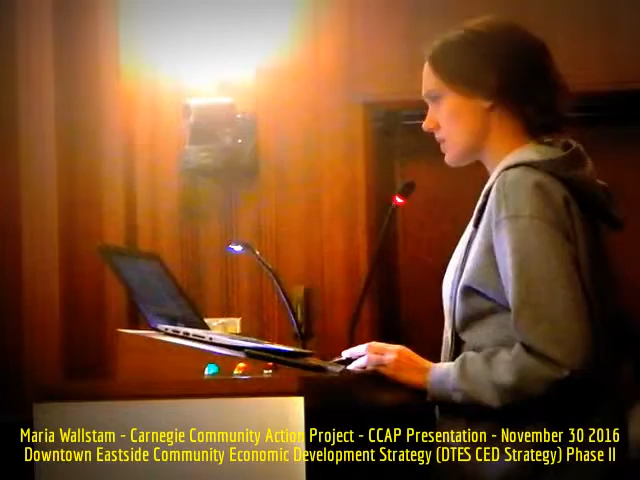 Maria Wallstam - Carnegie Community Action Project - CCAP Presentation - November 30 2016
Downtown Eastside Community Economic Development Strategy (DTES CED Strategy) Phase II